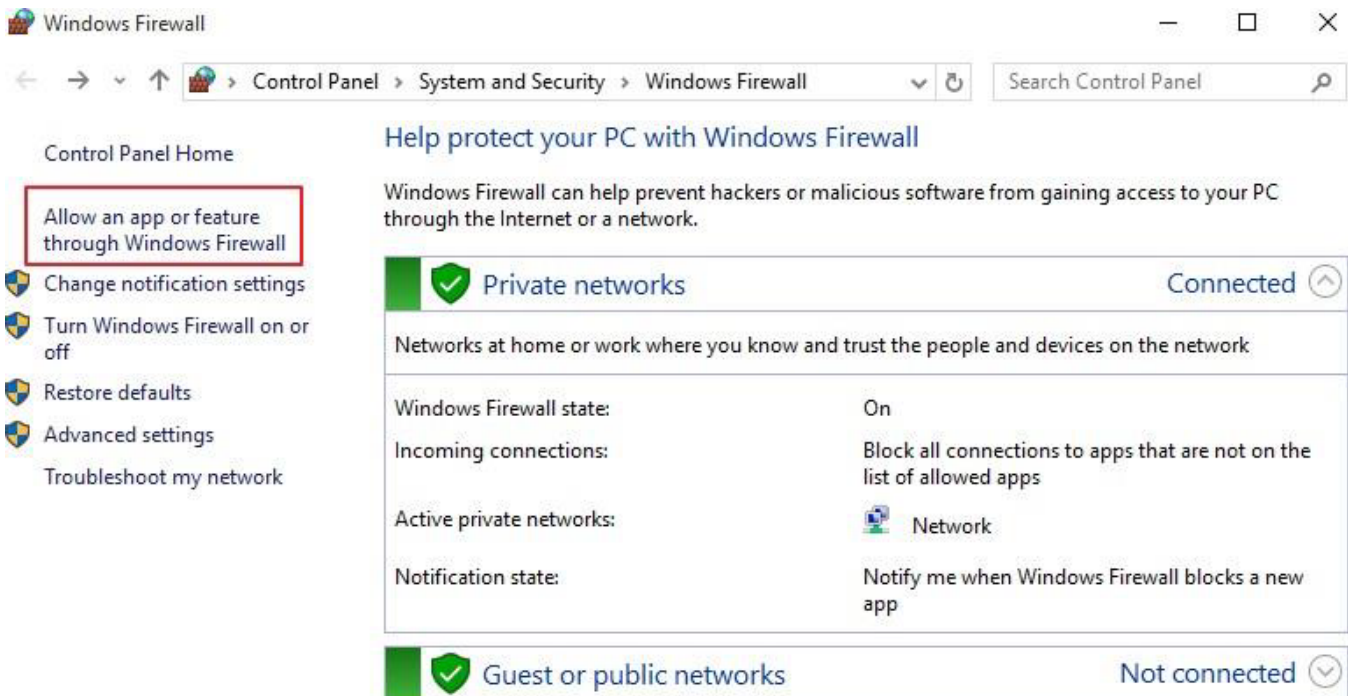 Windows Firewall
Control Panel > System and Security > Windows Firewall
Search Control Panel
Control Panel Home
Allow an app or feature
through Windows Firewall
Change notification settings
Turn Windows Firewall on or
off
Restore defaults
Advanced settings
Troubleshoot my network
Help protect your PC with Windows Firewall
Windows Firewall can help prevent hackers or malicious software from gaining access to your PC
through the Internet or a network.
Private networks
Connected
Networks at home or work where you know and trust the people and devices on the network
Windows Firewall state:
On
Incoming connections:
Block all connections to apps that are not on the
list of allowed apps
Active private networks:
Network
Notification state:
Notify me when Windows Firewall blocks a new
app
Guest or public networks
Not connected